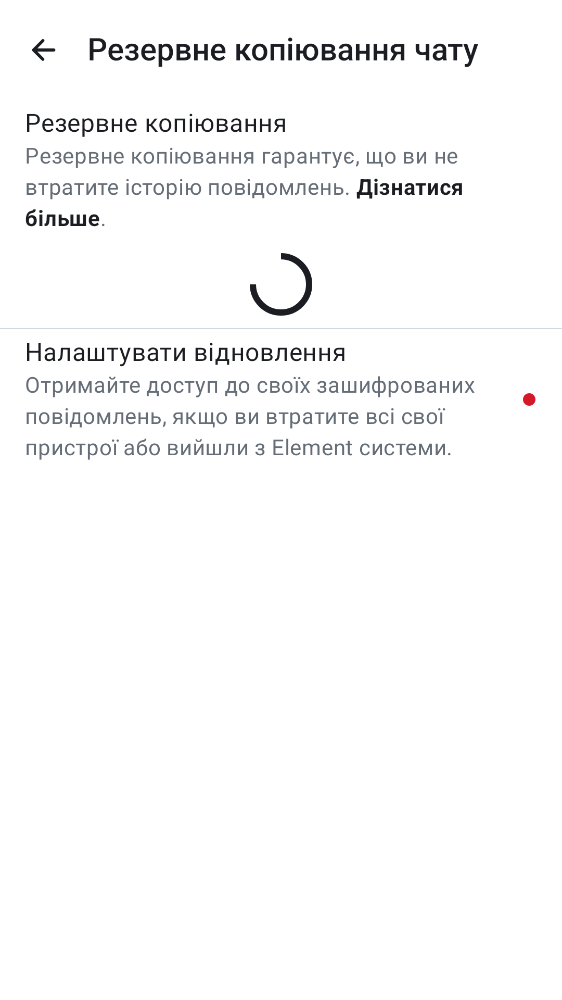 Резервне копіювання чату
Резервне копіювання
Резервне копіювання гарантує, що ви не
втратите історію повідомлень. Дізнатися
більше.
Налаштувати відновлення
Отримайте доступ до своїх зашифрованих
повідомлень, якщо ви втратите всі свої
пристрої або вийшли з Element системи.